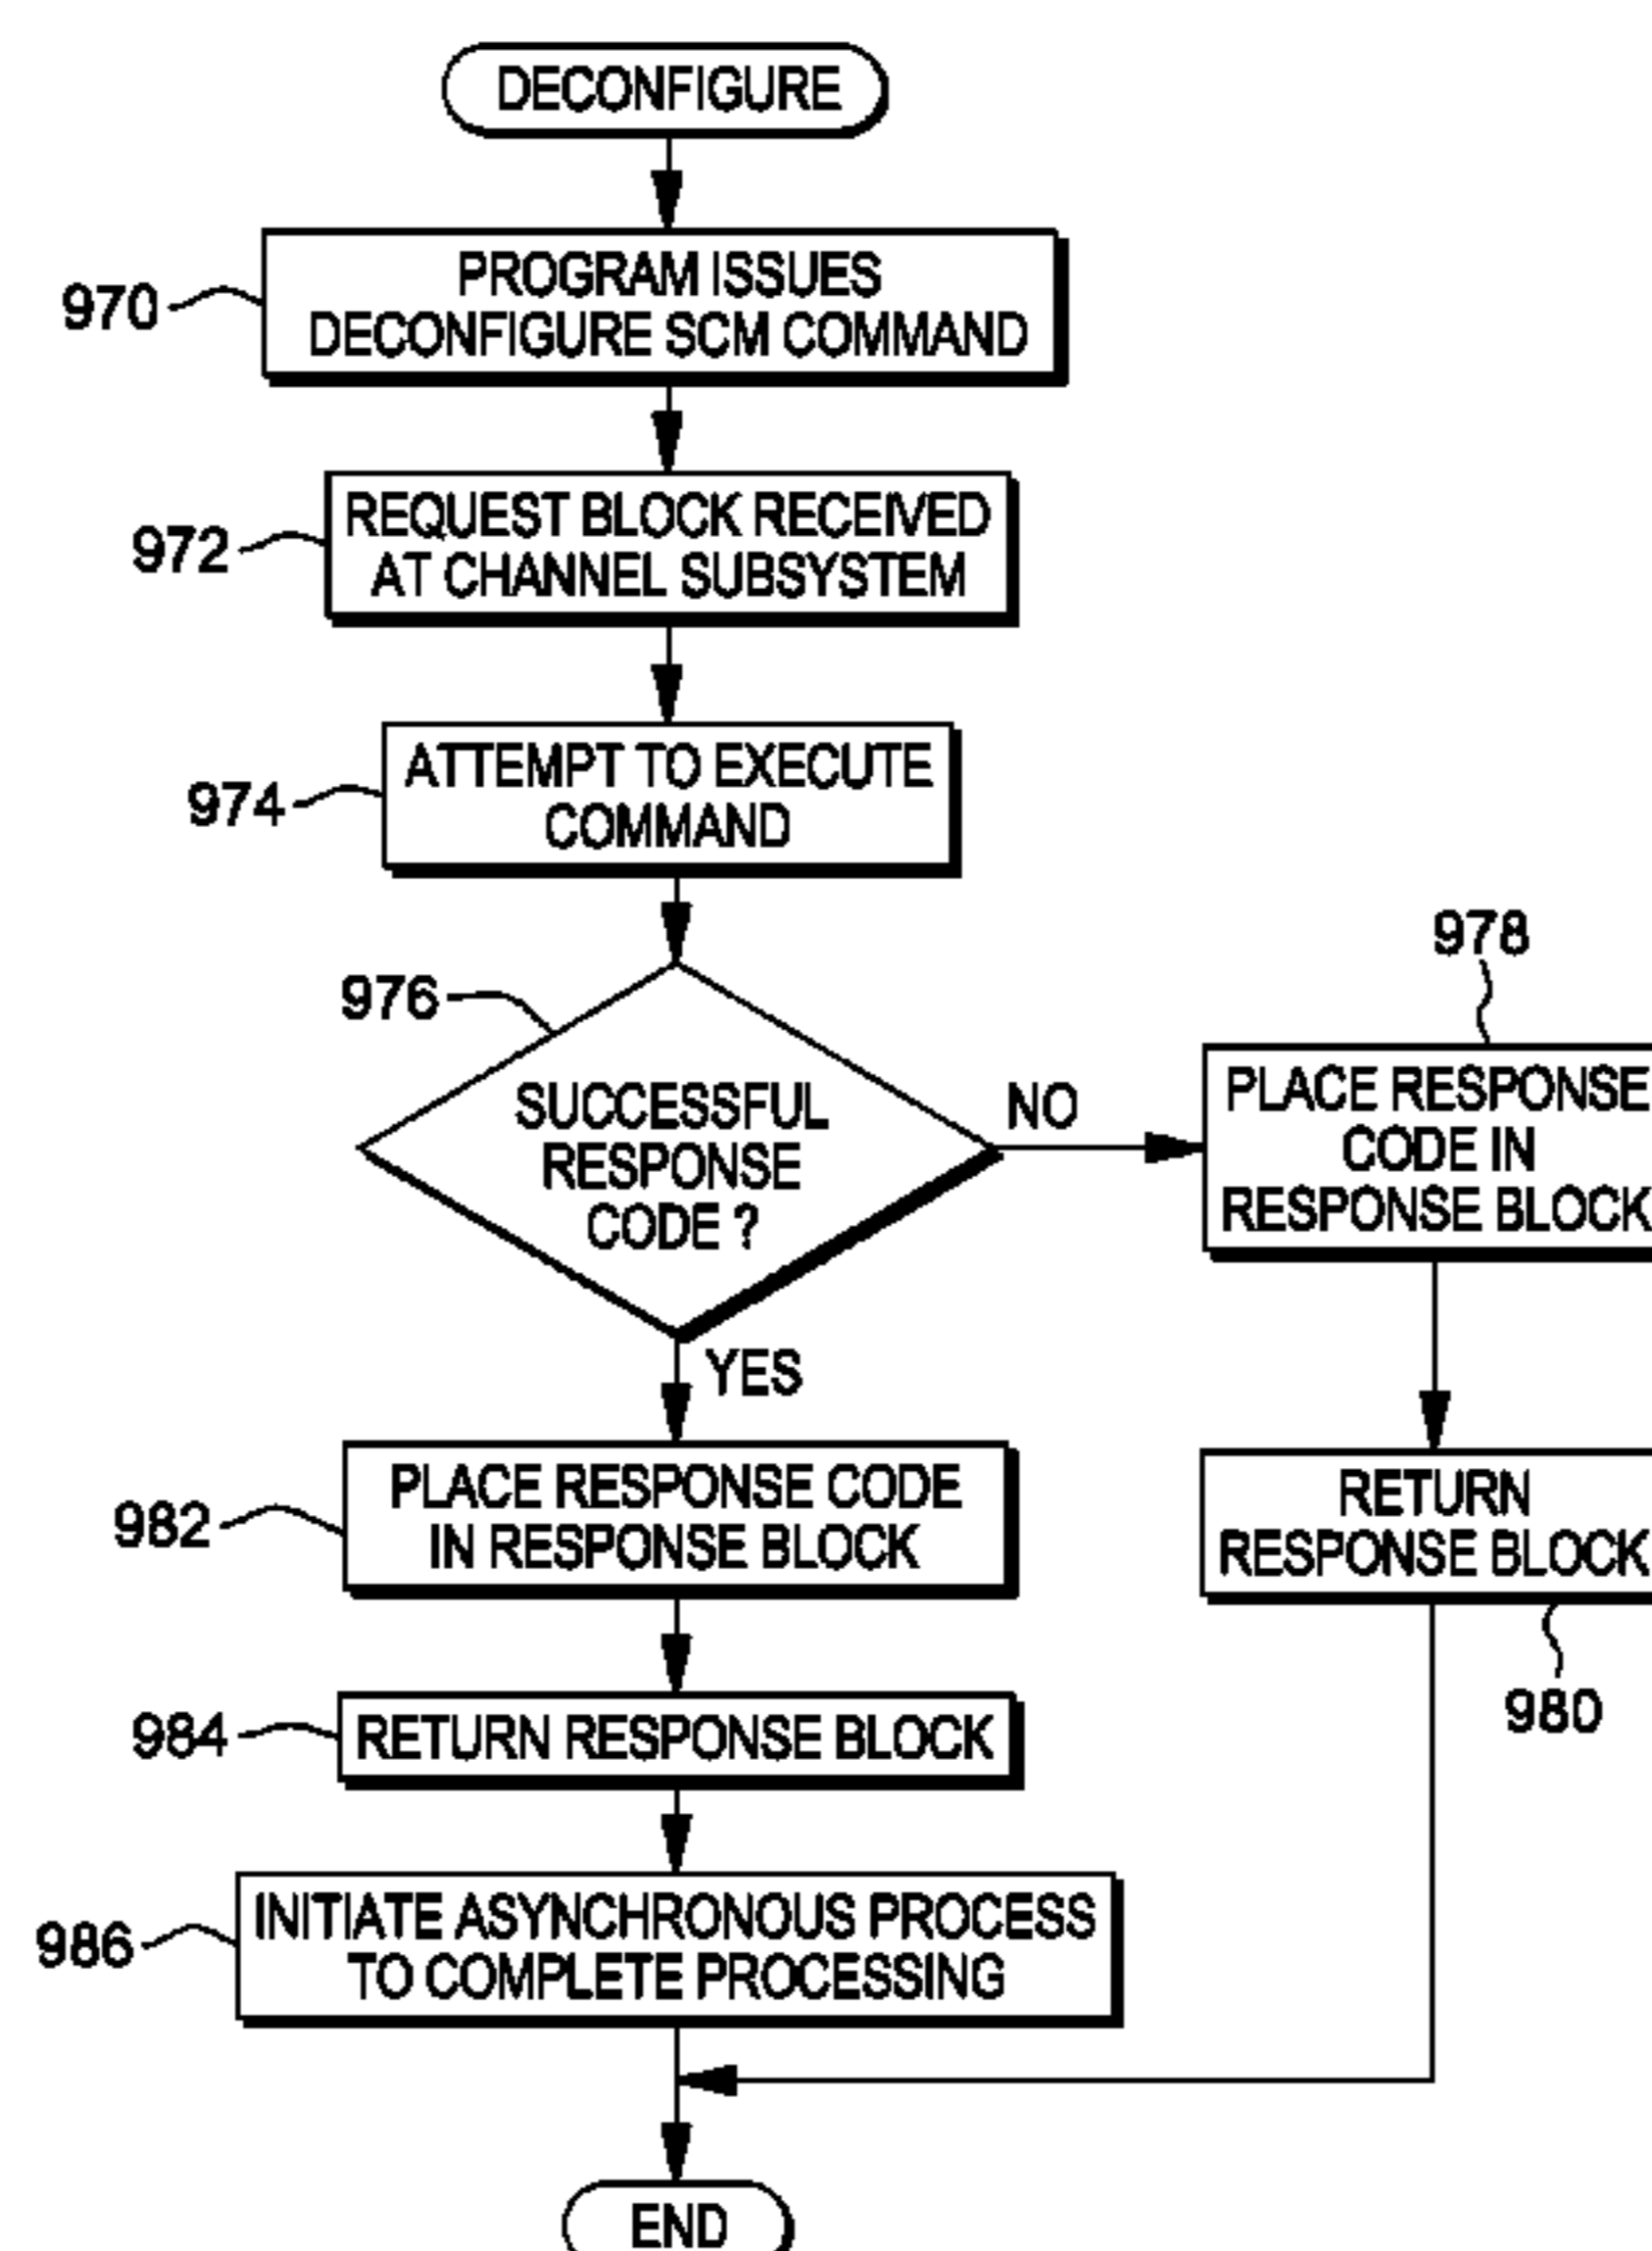 DECONFIGURE
970
PROGRAM ISSUES
DECONFIGURE SCM COMMAND
972
REQUEST BLOCK RECEIVED
AT CHANNEL SUBSYSTEM
974
ATTEMPT TO EXECUTE
COMMAND
976
SUCCESSFUL
RESPONSE
CODE ?
NO
978
PLACE RESPONSE
CODE IN
RESPONSE BLOCK
RETURN
RESPONSE BLOCK
980
YES
982
PLACE RESPONSE CODE
IN RESPONSE BLOCK
984
RETURN RESPONSE BLOCK
986
INITIATE ASYNCHRONOUS PROCESS
TO COMPLETE PROCESSING
END